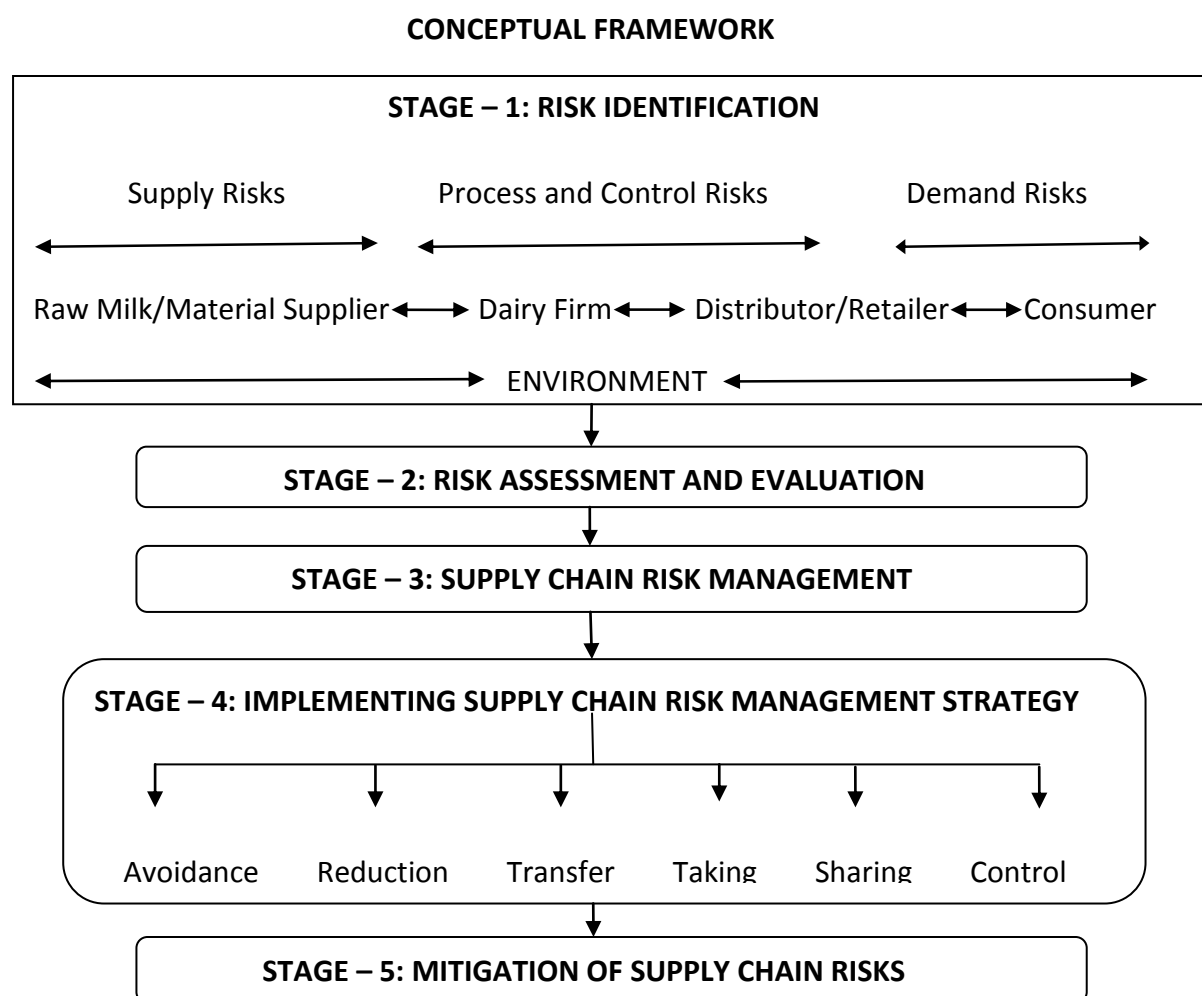 CONCEPTUAL FRAMEWORK
STAGE – 1: RISK IDENTIFICATION
Supply Risks Process and Control Risks Demand Risks
Raw Milk/Material Supplier Dairy Firm Distributor/Retailer Consumer
ENVIRONMENT
STAGE – 2: RISK ASSESSMENT AND EVALUATION
STAGE – 3: SUPPLY CHAIN RISK MANAGEMENT
STAGE – 4: IMPLEMENTING SUPPLY CHAIN RISK MANAGEMENT STRATEGY
Avoidance Reduction Transfer Taking Sharing Control
STAGE – 5: MITIGATION OF SUPPLY CHAIN RISKS